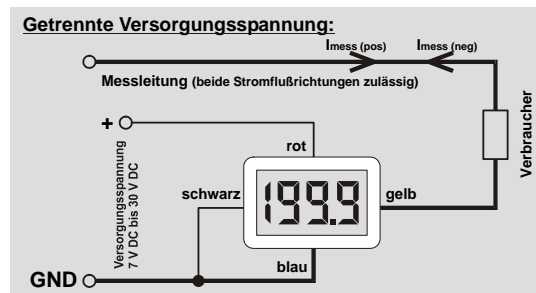 Getrennte Versorgungsspannung:
Imess (pos) Imess (neg)
Messleitung (beide Stromflußrichtungen zulässig)
+
rot
Versorgungsspannung
7 V DC bis 30 V DC
schwarz
199.9
gelb
Verbraucher
blau
GND